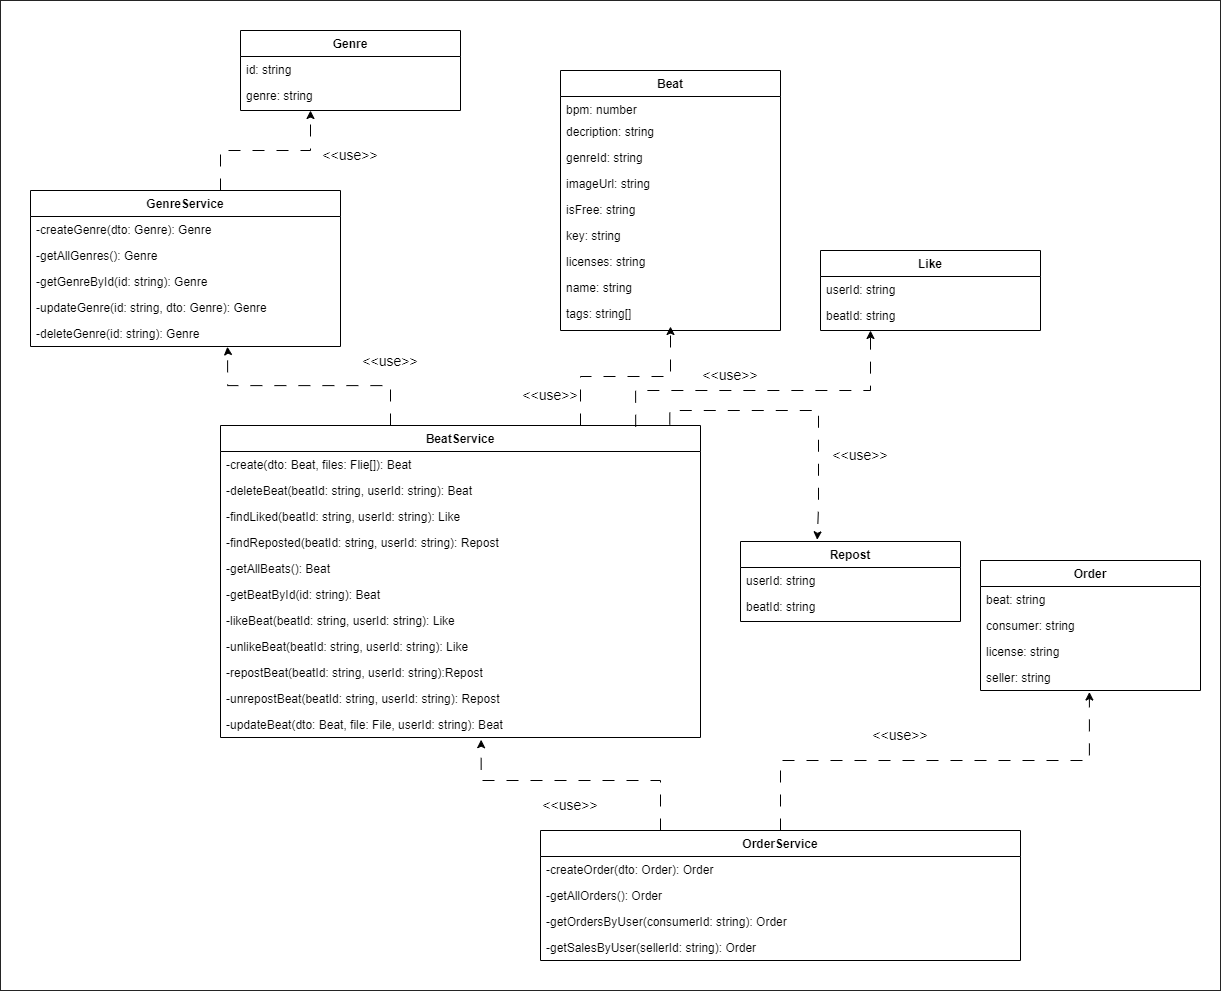 Genre
id: string
genre: string
<<use>>
GenreService
-createGenre(dto: Genre): Genre
-getAllGenres(): Genre
-getGenreById(id: string): Genre
-updateGenre(id: string, dto: Genre): Genre
-deleteGenre(id: string): Genre
<<use>>
Beat
bpm: number
decription: string
genreId: string
imageUrl: string
isFree: string
key: string
licenses: string
name: string
tags: string[]
<<use>>
Like
userId: string
beatId: string
<<use>>
<<use>>
BeatService
-create(dto: Beat, files: Flie[]): Beat
-deleteBeat(beatId: string, userId: string): Beat
-findLiked(beatId: string, userId: string): Like
-findReposted(beatId: string, userId: string): Repost
-getAllBeats(): Beat
-getBeatById(id: string): Beat
-likeBeat(beatId: string, userId: string): Like
-unlikeBeat(beatId: string, userId: string): Like
-repostBeat(beatId: string, userId: string):Repost
-unrepostBeat(beatId: string, userId: string): Repost
-updateBeat(dto: Beat, file: File, userId: string): Beat
Repost
userId: string
beatId: string
Order
beat: string
consumer: string
license: string
seller: string
<<use>>
<<use>>
OrderService
-createOrder(dto: Order): Order
-getAllOrders(): Order
-getOrdersByUser(consumerId: string): Order
-getSalesByUser(sellerId: string): Order